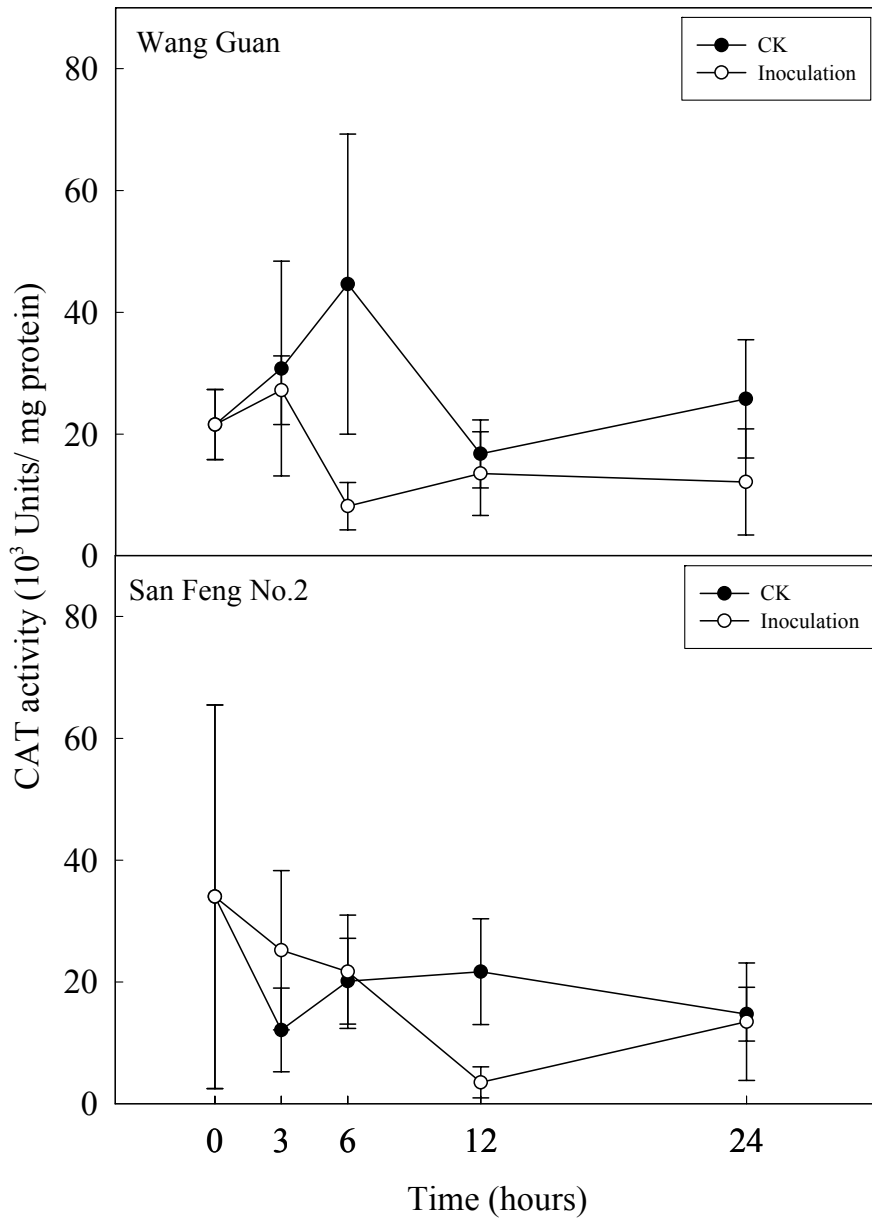 Wang Guan
CK
Inoculation
80
60
40
20
0
San Feng No.2
CK
Inoculation
80
60
40
20
0
CAT activity (10³ Units/ mg protein)
0 3 6 12 24
Time (hours)